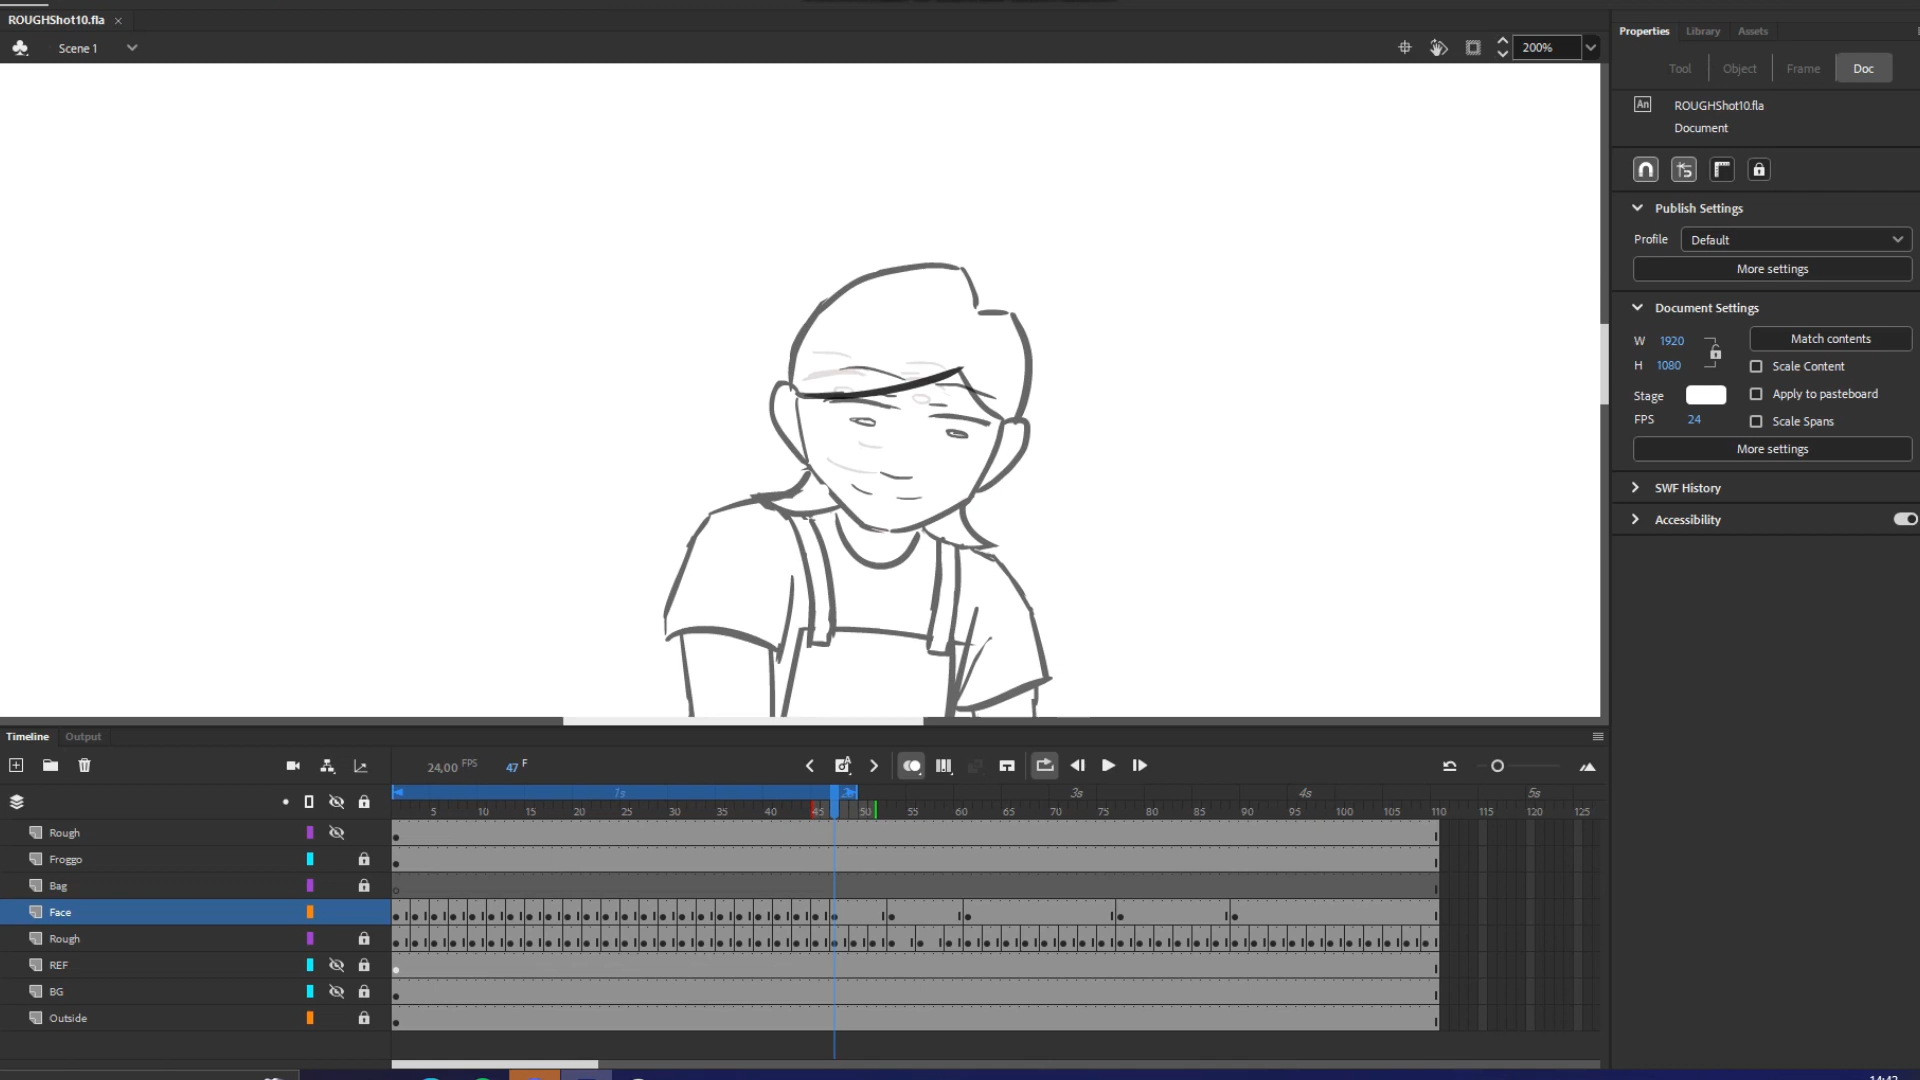 ROUGHShot10.fla ×
Scene 1
200%
Properties Library Assets
Tool Object Frame Doc
An ROUGHShot10.fla
Document
Publish Settings
Profile Default
More settings
Document Settings
W 1920 Match contents
H 1080 Scale Content
Stage Apply to pasteboard
FPS 24 Scale Spans
More settings
SWF History
Accessibility
Timeline Output
24,00 FPS 47 F
1s 2s 3s 4s 5s
5 10 15 20 25 30 35 40 45 50 55 60 65 70 75 80 85 90 95 100 105 110 115 120 125
Rough
Froggo
Bag
Face
Rough
REF
BG
Outside